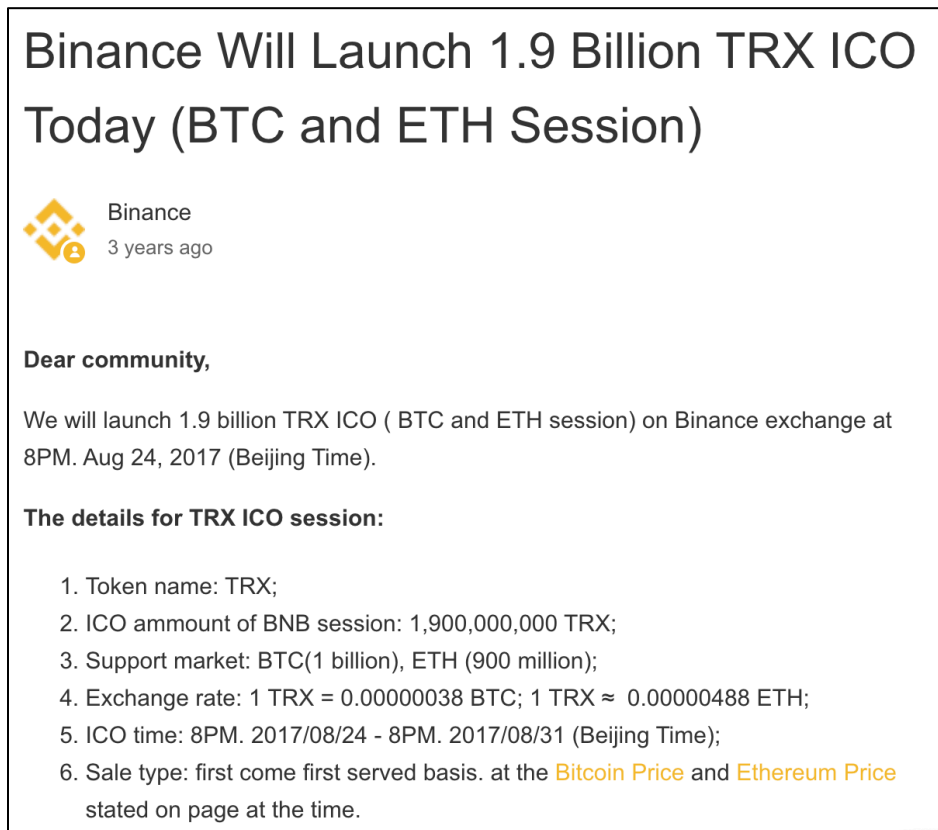 Binance Will Launch 1.9 Billion TRX ICO
Today (BTC and ETH Session)
Binance
3 years ago
Dear community,
We will launch 1.9 billion TRX ICO ( BTC and ETH session) on Binance exchange at
8PM. Aug 24, 2017 (Beijing Time).
The details for TRX ICO session:
1. Token name: TRX;
2. ICO ammount of BNB session: 1,900,000,000 TRX;
3. Support market: BTC(1 billion), ETH (900 million);
4. Exchange rate: 1 TRX = 0.00000038 BTC; 1 TRX ≈ 0.00000488 ETH;
5. ICO time: 8PM. 2017/08/24 - 8PM. 2017/08/31 (Beijing Time);
6. Sale type: first come first served basis. at the Bitcoin Price and Ethereum Price
stated on page at the time.